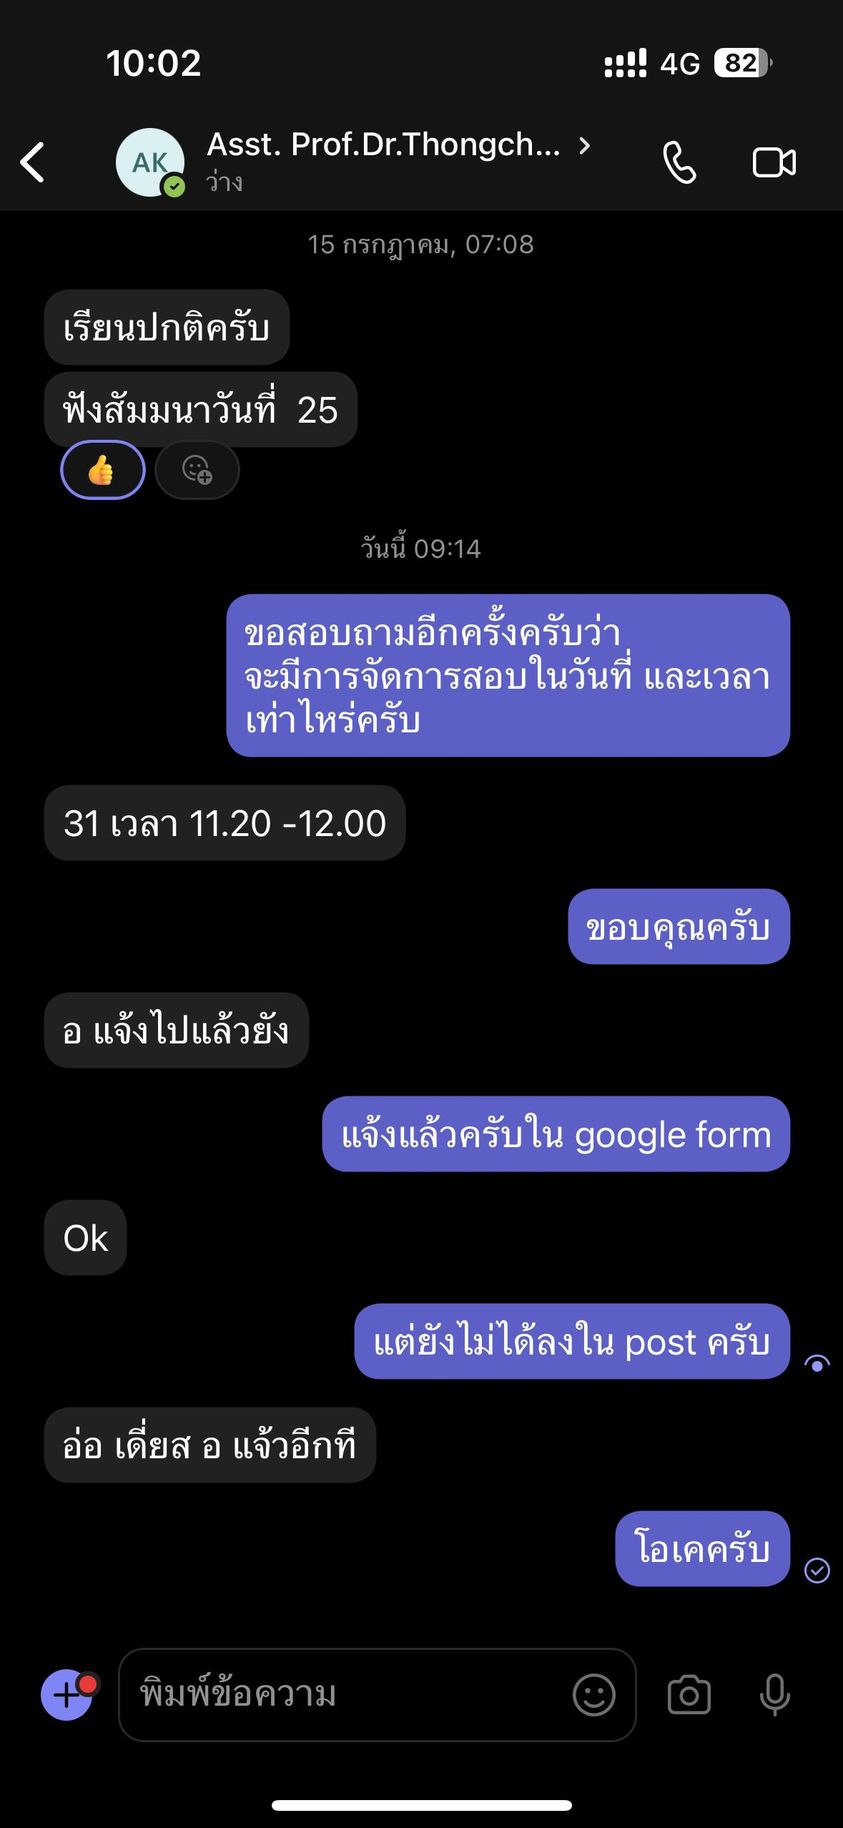 10:02
4G
82
AK
Asst. Prof.Dr.Thongch...
ว่าง
15 กรกฎาคม, 07:08
เรียนปกติครับ
ฟังสัมมนาวันที่ 25
วันนี้ 09:14
ขอสอบถามอีกครั้งครับว่า
จะมีการจัดการสอบในวันที่ และเวลา
เท่าไหร่ครับ
31 เวลา 11.20 -12.00
ขอบคุณครับ
อ แจ้งไปแล้วยัง
แจ้งแล้วครับใน google form
Ok
แต่ยังไม่ได้ลงใน post ครับ
อ่อ เดี่ยส อ แจ้วอีกที
โอเคครับ
พิมพ์ข้อความ